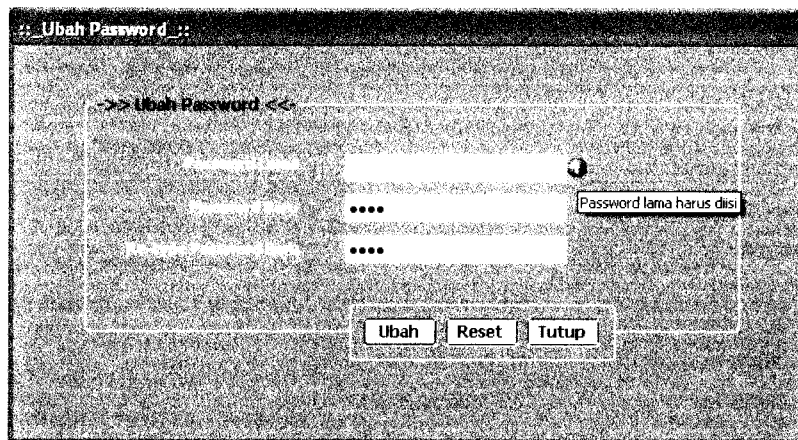 ::_Ubah Password_::
->> Ubah Password <<-
Password lama harus diisi
Ubah Reset Tutup